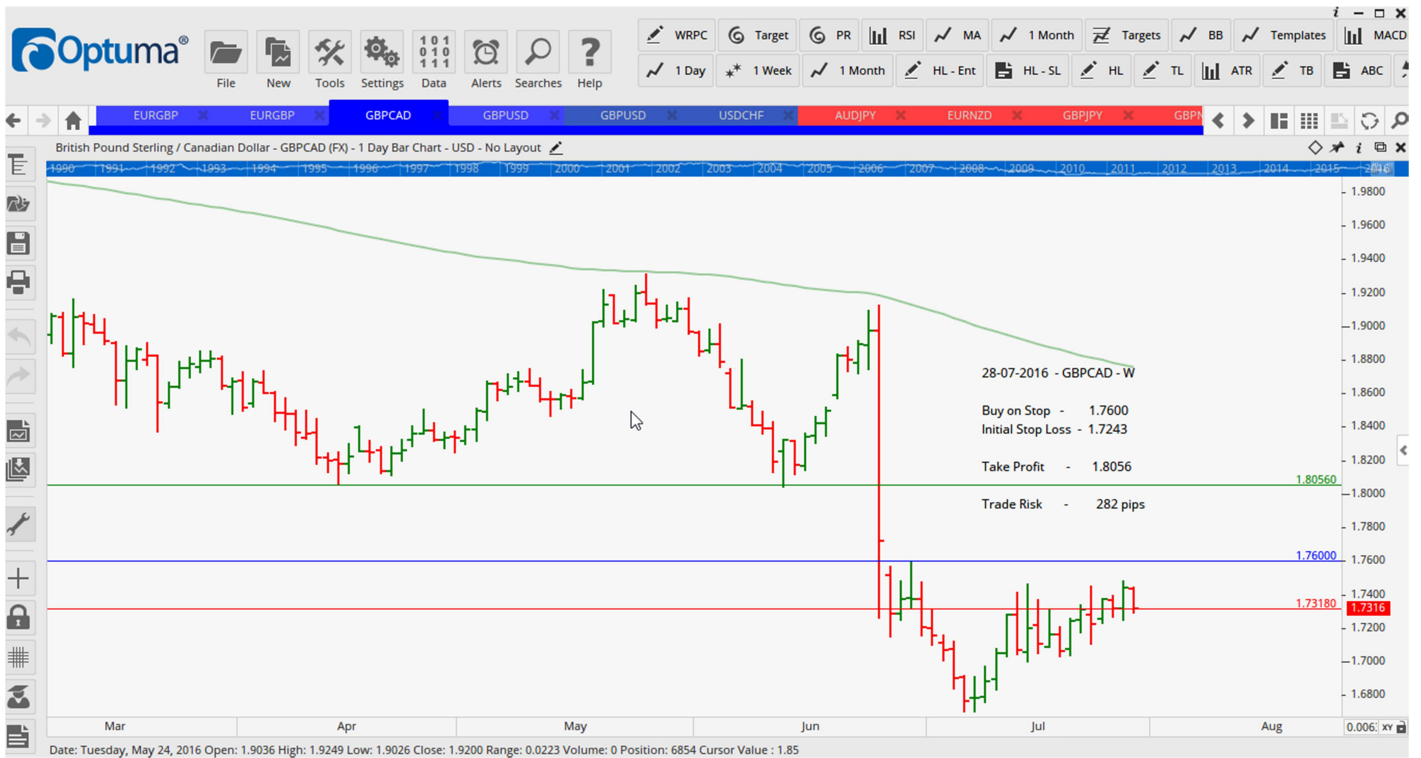 i
Optuma®
File New Tools Settings Data Alerts Searches Help
101
010
111
WRPC Target PR RSI MA 1 Month Targets BB Templates MACD
1 Day 1 Week 1 Month HL - Ent HL - SL HL TL ATR TB ABC
EURGBP EURGBP GBPCAD GBPUSD GBPUSD USDCHF AUDJPY EURNZD GBPJPY GBPN
British Pound Sterling / Canadian Dollar - GBPCAD (FX) - 1 Day Bar Chart - USD - No Layout
i
1990 1991 1992 1993 1994 1995 1996 1997 1998 1999 2000 2001 2002 2003 2004 2005 2006 2007 2008 2009 2010 2011 2012 2013 2014 2015 2016
1.9800
1.9600
1.9400
1.9200
1.9000
1.8800
28-07-2016 - GBPCAD - W
1.8600
Buy on Stop - 1.7600
Initial Stop Loss - 1.7243
1.8400
Take Profit - 1.8056
1.8200
1.80560
1.8000
Trade Risk - 282 pips
1.7800
1.76000
1.7600
1.7400
1.73180
1.7316
1.7200
1.7000
1.6800
Mar Apr May Jun Jul Aug
XY
Date: Tuesday, May 24, 2016 Open: 1.9036 High: 1.9249 Low: 1.9026 Close: 1.9200 Range: 0.0223 Volume: 0 Position: 6854 Cursor Value : 1.85